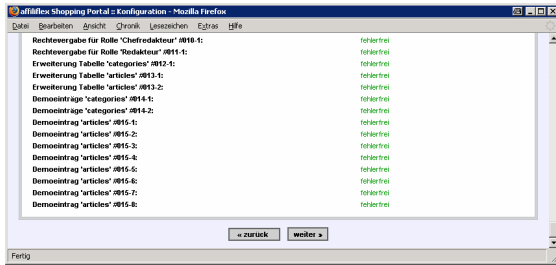 affiliflex Shopping Portal :: Konfiguration - Mozilla Firefox
Datei Bearbeiten Ansicht Chronik Lesezeichen Extras Hilfe
Rechtevergabe für Rolle 'Chefredakteur' #010-1: fehlerfrei
Rechtevergabe für Rolle 'Redakteur' #011-1: fehlerfrei
Erweiterung Tabelle 'categories' #012-1: fehlerfrei
Erweiterung Tabelle 'articles' #013-1: fehlerfrei
Erweiterung Tabelle 'articles' #013-2: fehlerfrei
Demoeinträge 'categories' #014-1: fehlerfrei
Demoeinträge 'categories' #014-2: fehlerfrei
Demoeintrag 'articles' #015-1: fehlerfrei
Demoeintrag 'articles' #015-2: fehlerfrei
Demoeintrag 'articles' #015-3: fehlerfrei
Demoeintrag 'articles' #015-4: fehlerfrei
Demoeintrag 'articles' #015-5: fehlerfrei
Demoeintrag 'articles' #015-6: fehlerfrei
Demoeintrag 'articles' #015-7: fehlerfrei
Demoeintrag 'articles' #015-8: fehlerfrei
« zurück weiter »
Fertig